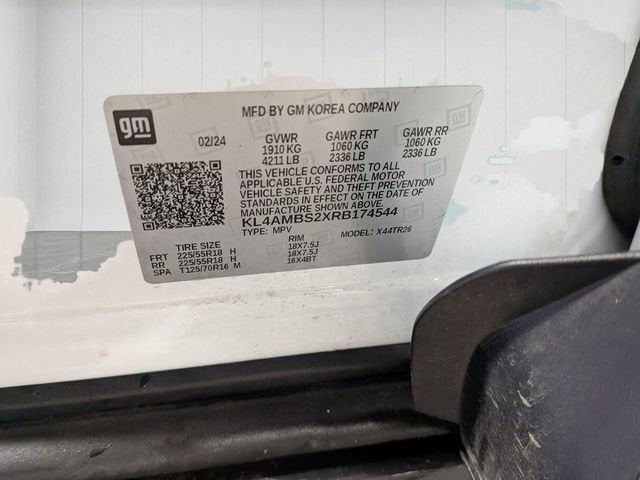 gm
MFD BY GM KOREA COMPANY
02/24 GVWR GAWR FRT GAWR RR
1910 KG 1060 KG 1060 KG
4211 LB 2336 LB 2336 LB
THIS VEHICLE CONFORMS TO ALL
APPLICABLE U.S. FEDERAL MOTOR
VEHICLE SAFETY AND THEFT PREVENTION
STANDARDS IN EFFECT ON THE DATE OF
MANUFACTURE SHOWN ABOVE.
KL4AMBS2XRB174544
TYPE: MPV MODEL: X44TR26
TIRE SIZE RIM
FRT 225/55R18 H 18X7.5J
RR 225/55R18 H 18X7.5J
SPA T125/70R16 M 16X4BT